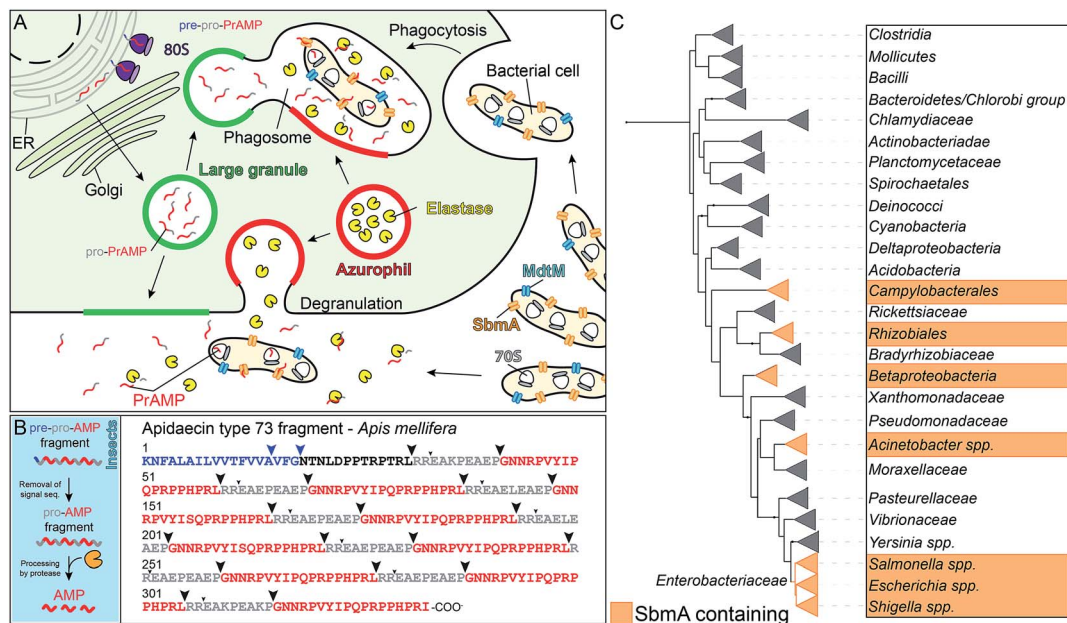 A
pre-pro-PrAMP
80S
ER
Golgi
Phagosome
Large granule
pro-PrAMP
Phagocytosis
Bacterial cell
Elastase
Azurophil
Degranulation
MdtM
SbmA
70S
PrAMP
B
pre-pro-AMP
fragment
Insects
Removal of
signal seq.
pro-AMP
fragment
Processing
by protease
AMP
Apidaecin type 73 fragment - Apis mellifera
1
KNFALAILVVTFVVAVFGNTNLDPPTRPTRLRREAKPEAEPGNNRPVYIP
51
QPRPPHPRLRREAEPEAEPGNNRPVYIPQPRPPHPRLRREAELEAEPGNN
151
RPVYISQPRPPHPRLRREAEPEAEPGNNRPVYIPQPRPPHPRLRREAELE
201
AEPGNNRPVYISQPRPPHPRLRREAEPEAEPGNNRPVYIPQPRPPHPRLR
251
REAEPEAEPGNNRPVYIPQPRPPHPRLRREAEPEAEPGNNRPVYIPQPRP
301
PHPRLRREAKPEAKPGNNRPVYIPQPRPPHPRI-COO-
C
Clostridia
Mollicutes
Bacilli
Bacteroidetes/Chlorobi group
Chlamydiaceae
Actinobacteriadae
Planctomycetaceae
Spirochaetales
Deinococci
Cyanobacteria
Deltaproteobacteria
Acidobacteria
Campylobacterales
Rickettsiaceae
Rhizobiales
Bradyrhizobiaceae
Betaproteobacteria
Xanthomonadaceae
Pseudomonadaceae
Acinetobacter spp.
Moraxellaceae
Pasteurellaceae
Vibrionaceae
Yersinia spp.
Salmonella spp.
Enterobacteriaceae
Escherichia spp.
Shigella spp.
SbmA containing